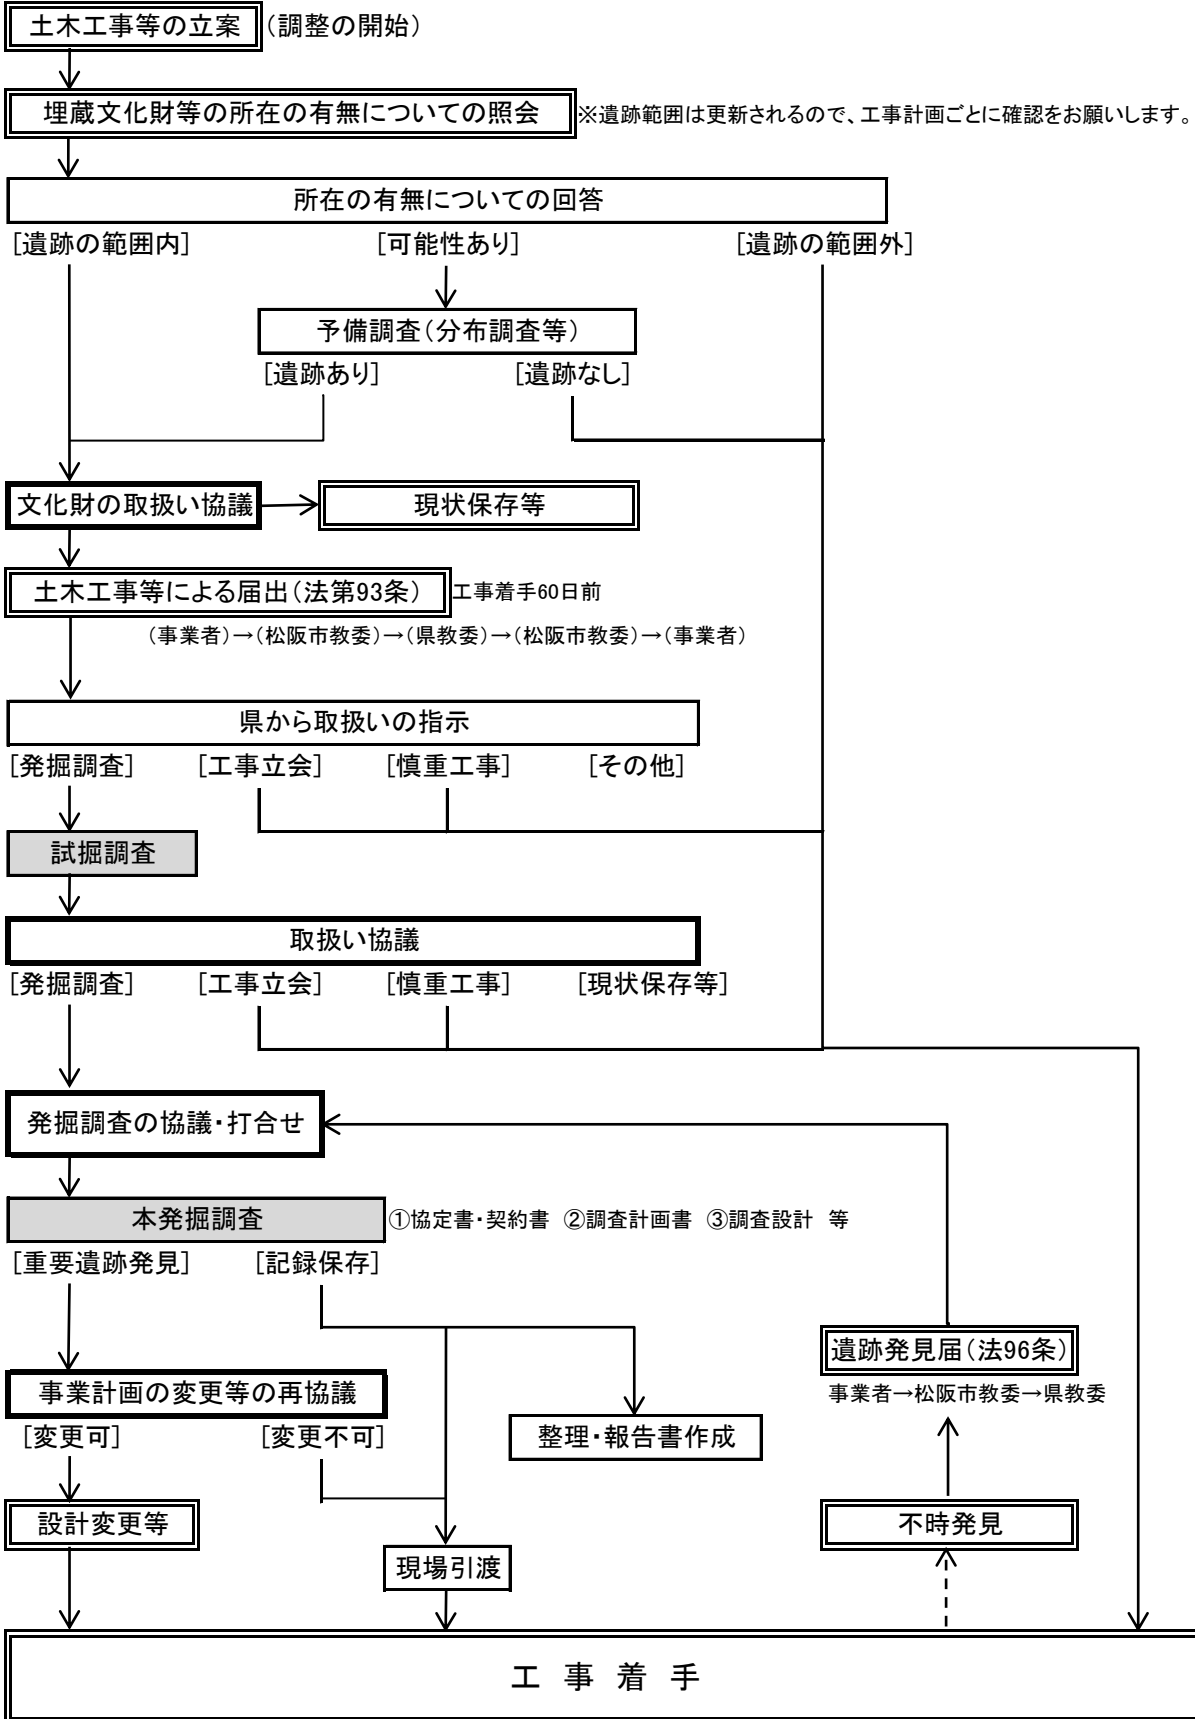 土木工事等の立案 (調整の開始)
埋蔵文化財等の所在の有無についての照会 ※遺跡範囲は更新されるので、工事計画ごとに確認をお願いします。
所在の有無についての回答
[遺跡の範囲内] [可能性あり] [遺跡の範囲外]
予備調査(分布調査等)
[遺跡あり] [遺跡なし]
文化財の取扱い協議 現状保存等
土木工事等による届出(法第93条) 工事着手60日前
(事業者)→(松阪市教委)→(県教委)→(松阪市教委)→(事業者)
県から取扱いの指示
[発掘調査] [工事立会] [慎重工事] [その他]
試掘調査
取扱い協議
[発掘調査] [工事立会] [慎重工事] [現状保存等]
発掘調査の協議・打合せ
本発掘調査 ①協定書・契約書 ②調査計画書 ③調査設計 等
[重要遺跡発見] [記録保存]
遺跡発見届(法96条)
事業者→松阪市教委→県教委
事業計画の変更等の再協議
[変更可] [変更不可]
整理・報告書作成
設計変更等
不時発見
現場引渡
工 事 着 手